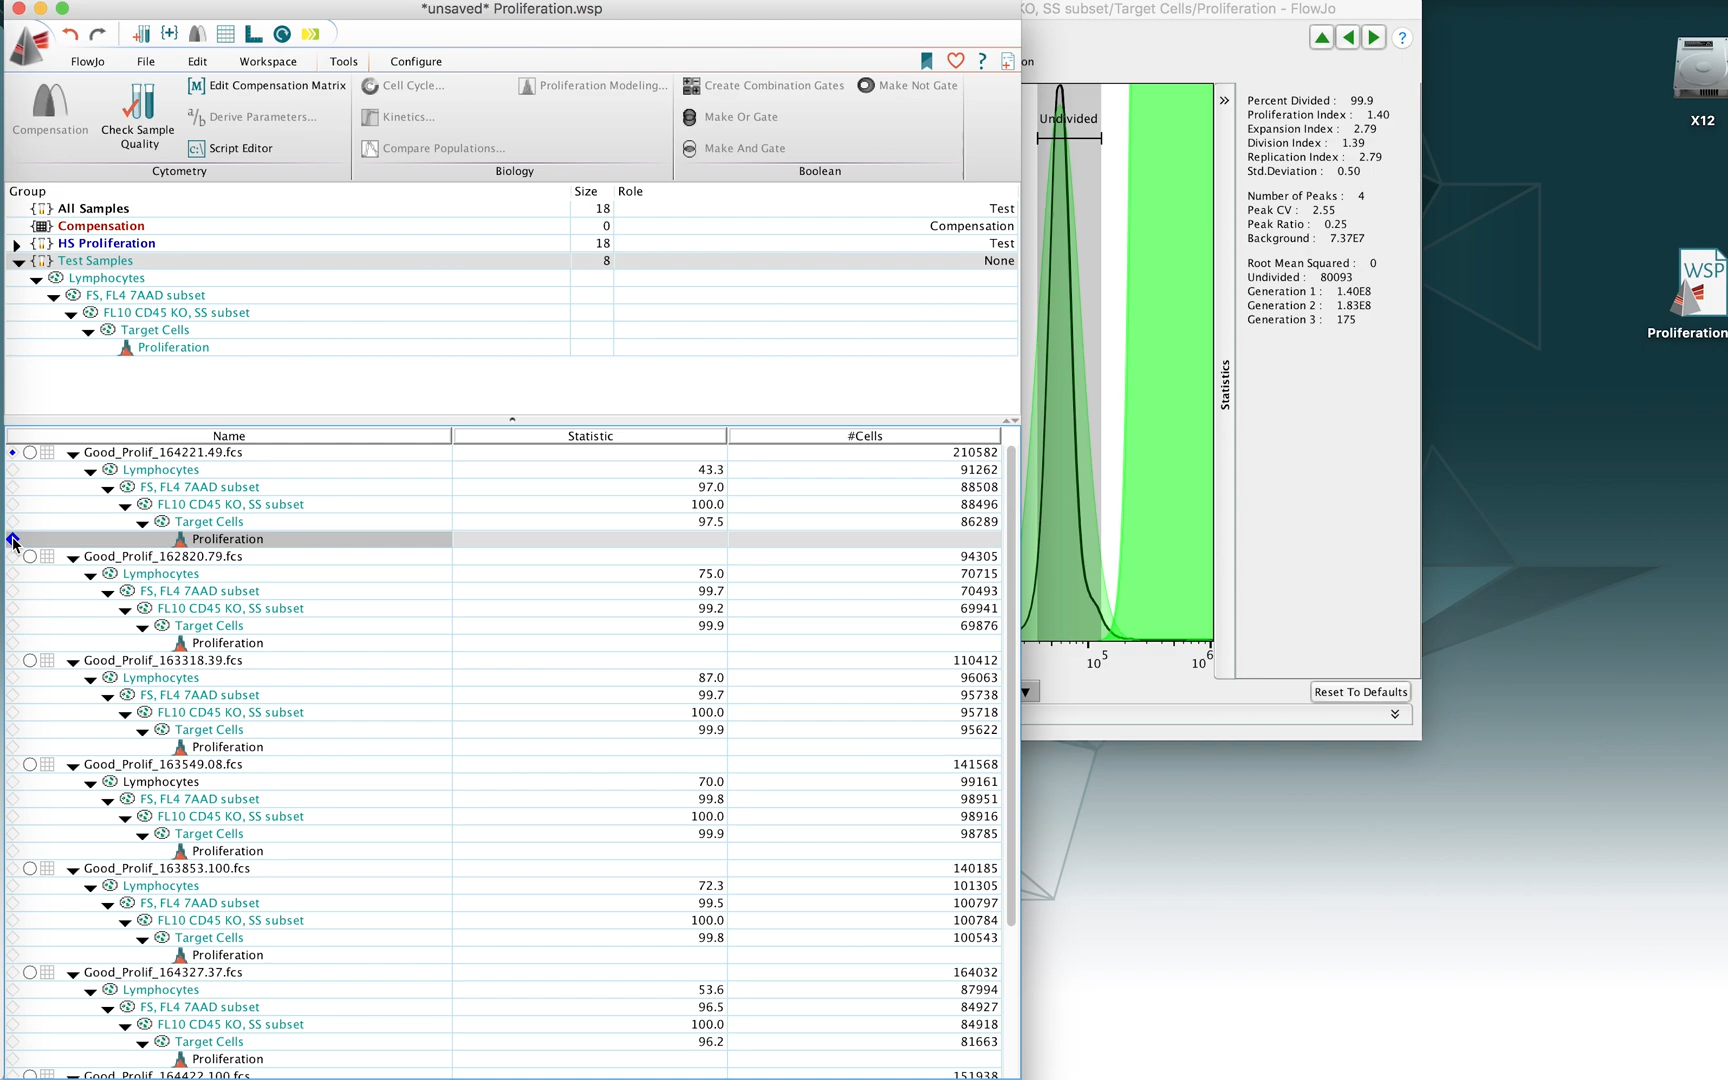 *unsaved* Proliferation.wsp
KO, SS subset/Target Cells/Proliferation - FlowJo
FlowJo File Edit Workspace Tools Configure
on
Compensation
Check Sample
Quality
[M] Edit Compensation Matrix
a/b Derive Parameters...
c:\ Script Editor
Cytometry
Cell Cycle...
Kinetics...
Compare Populations...
Proliferation Modeling...
Biology
Create Combination Gates
Make Or Gate
Make And Gate
Make Not Gate
Boolean
Group Size Role
All Samples 18 Test
Compensation 0 Compensation
HS Proliferation 18 Test
Test Samples 8 None
Lymphocytes
FS, FL4 7AAD subset
FL10 CD45 KO, SS subset
Target Cells
Proliferation
Name Statistic #Cells
Good_Prolif_164221.49.fcs 210582
Lymphocytes 43.3 91262
FS, FL4 7AAD subset 97.0 88508
FL10 CD45 KO, SS subset 100.0 88496
Target Cells 97.5 86289
Proliferation
Good_Prolif_162820.79.fcs 94305
Lymphocytes 75.0 70715
FS, FL4 7AAD subset 99.7 70493
FL10 CD45 KO, SS subset 99.2 69941
Target Cells 99.9 69876
Proliferation
Good_Prolif_163318.39.fcs 110412
Lymphocytes 87.0 96063
FS, FL4 7AAD subset 99.7 95738
FL10 CD45 KO, SS subset 100.0 95718
Target Cells 99.9 95622
Proliferation
Good_Prolif_163549.08.fcs 141568
Lymphocytes 70.0 99161
FS, FL4 7AAD subset 99.8 98951
FL10 CD45 KO, SS subset 100.0 98916
Target Cells 99.9 98785
Proliferation
Good_Prolif_163853.100.fcs 140185
Lymphocytes 72.3 101305
FS, FL4 7AAD subset 99.5 100797
FL10 CD45 KO, SS subset 100.0 100784
Target Cells 99.8 100543
Proliferation
Good_Prolif_164327.37.fcs 164032
Lymphocytes 53.6 87994
FS, FL4 7AAD subset 96.5 84927
FL10 CD45 KO, SS subset 100.0 84918
Target Cells 96.2 81663
Proliferation
Good_Prolif_164422.100.fcs 151938
Undivided
10^5 10^6
Statistics
Percent Divided : 99.9
Proliferation Index : 1.40
Expansion Index : 2.79
Division Index : 1.39
Replication Index : 2.79
Std.Deviation : 0.50
Number of Peaks : 4
Peak CV : 2.55
Peak Ratio : 0.25
Background : 7.37E7
Root Mean Squared : 0
Undivided : 80093
Generation 1 : 1.40E8
Generation 2 : 1.83E8
Generation 3 : 175
Reset To Defaults
X12
WSP
Proliferation